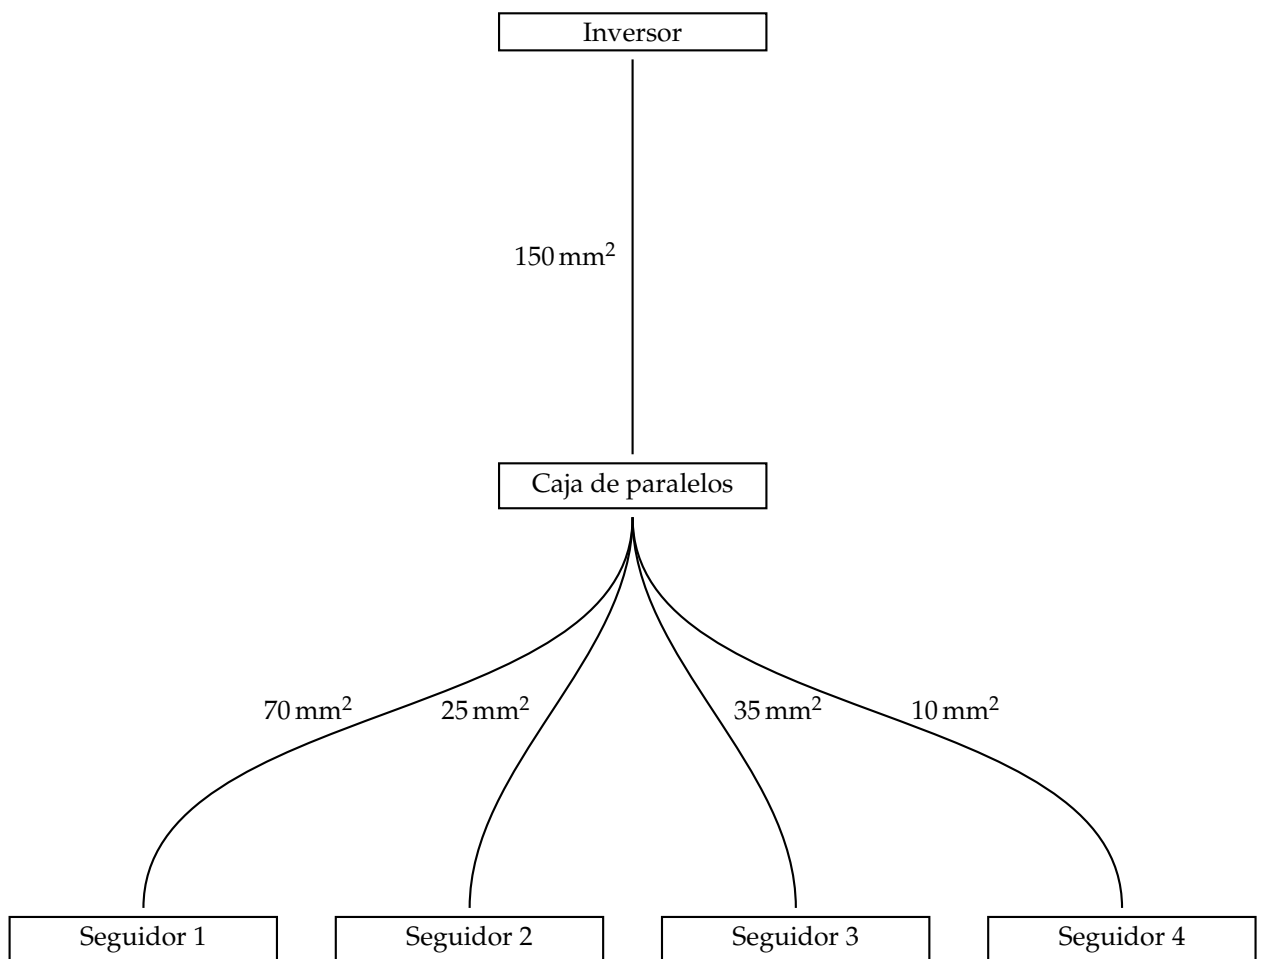 Inversor
150 mm²
Caja de paralelos
70 mm²
25 mm²
35 mm²
10 mm²
Seguidor 1
Seguidor 2
Seguidor 3
Seguidor 4